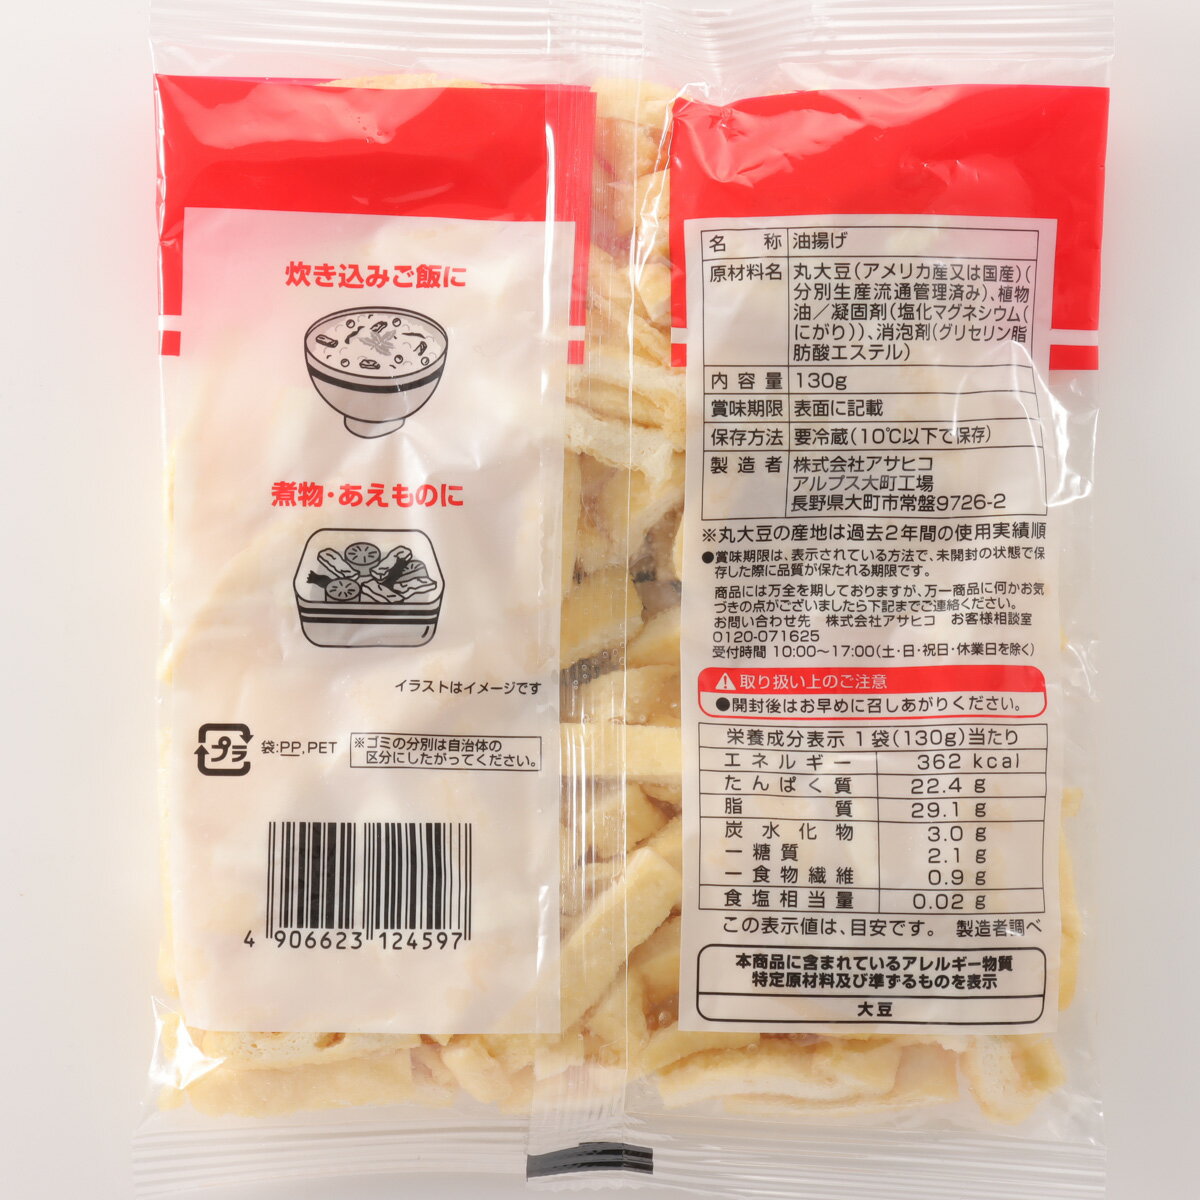 炊き込みご飯に
煮物・あえものに
イラストはイメージです
プラ
袋:PP,PET
※ゴミの分別は自治体の
区分にしたがってください。
4 906623 124597
名称 油揚げ
原材料名 丸大豆(アメリカ産又は国産)(
分別生産流通管理済み)、植物
油/凝固剤(塩化マグネシウム(
にがり))、消泡剤(グリセリン脂
肪酸エステル)
内容量 130g
賞味期限 表面に記載
保存方法 要冷蔵(10℃以下で保存)
製造者 株式会社アサヒコ
アルプス大町工場
長野県大町市常盤9726-2
※丸大豆の産地は過去2年間の使用実績順
●賞味期限は、表示されている方法で、未開封の状態で保
存した際に品質が保たれる期限です。
商品には万全を期しておりますが、万一商品に何かお気
づきの点がございましたら下記までご連絡ください。
お問い合わせ先 株式会社アサヒコ お客様相談室
0120-071625
受付時間 10:00~17:00(土・日・祝日・休業日を除く)
取り扱い上のご注意
●開封後はお早めに召しあがりください。
栄養成分表示 1袋(130g)当たり
エネルギー 362 kcal
たんぱく質 22.4 g
脂質 29.1 g
炭水化物 3.0 g
ー糖質 2.1 g
ー食物繊維 0.9 g
食塩相当量 0.02 g
この表示値は、目安です。 製造者調べ
本商品に含まれているアレルギー物質
特定原材料及び準ずるものを表示
大豆